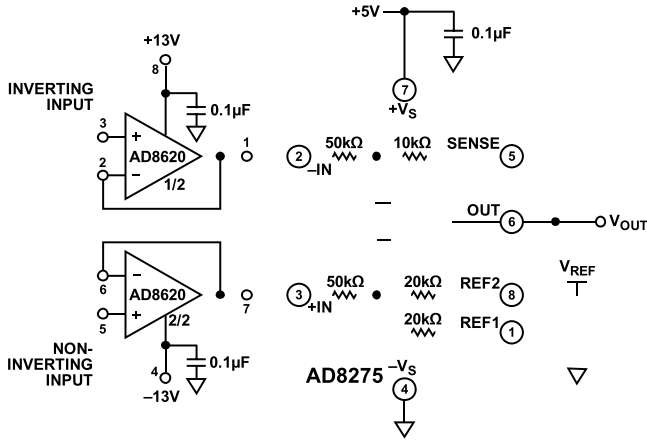 +5V
0.1µF
+13V
8
7
+VS
INVERTING
INPUT
0.1µF
3
+
AD8620
2
–
1/2
1
2
–IN
50kΩ
10kΩ
SENSE
5
OUT
6
VOUT
6
–
AD8620
5
+
2/2
7
3
+IN
50kΩ
20kΩ
REF2
8
VREF
20kΩ
REF1
1
NON-
INVERTING
INPUT
4
–13V
0.1µF
AD8275
–VS
4